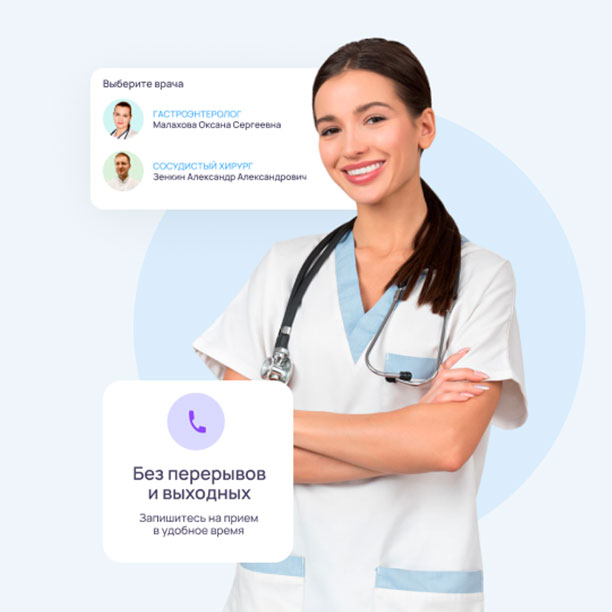 Выберите врача
ГАСТРОЭНТЕРОЛОГ
Малахова Оксана Сергеевна
СОСУДИСТЫЙ ХИРУРГ
Зенкин Александр Александрович
Без перерывов
и выходных
Запишитесь на прием
в удобное время